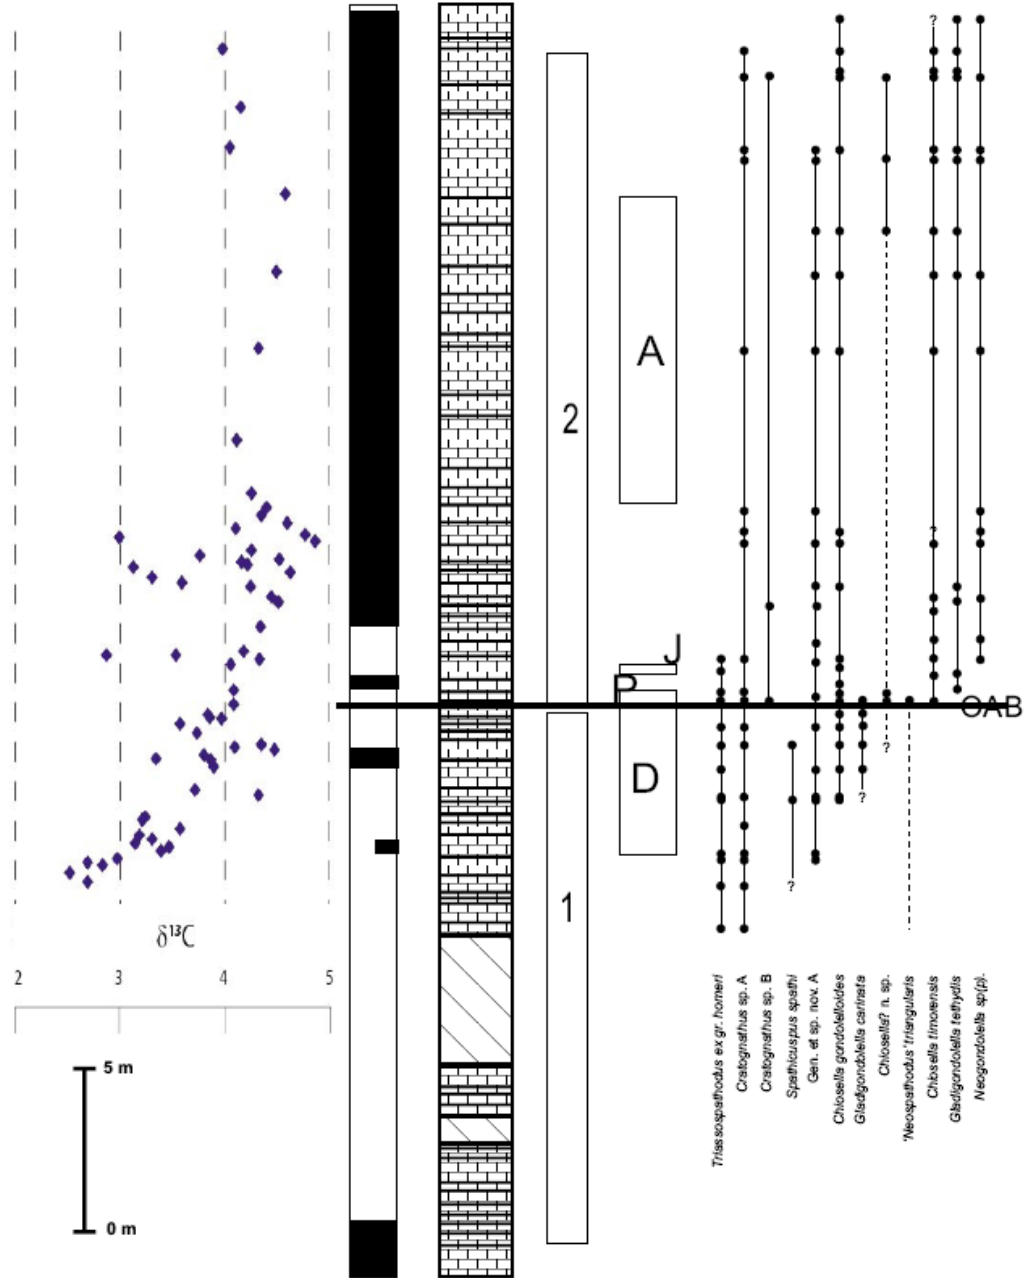 ?
A
2
?
J
P
OAB
?
D
?
?
1
δ¹³C
2 3 4 5
5 m
0 m
Triassospathodus ex gr. homeri
Cratognathus sp. A
Cratognathus sp. B
Spathicuspus spathi
Gen. et sp. nov. A
Chiosella gondolelloides
Gladigondolella carinata
Chiosella? n. sp.
'Neospathodus' triangularis
Chiosella timorensis
Gladigondolella tethydis
Neogondolella sp(p).